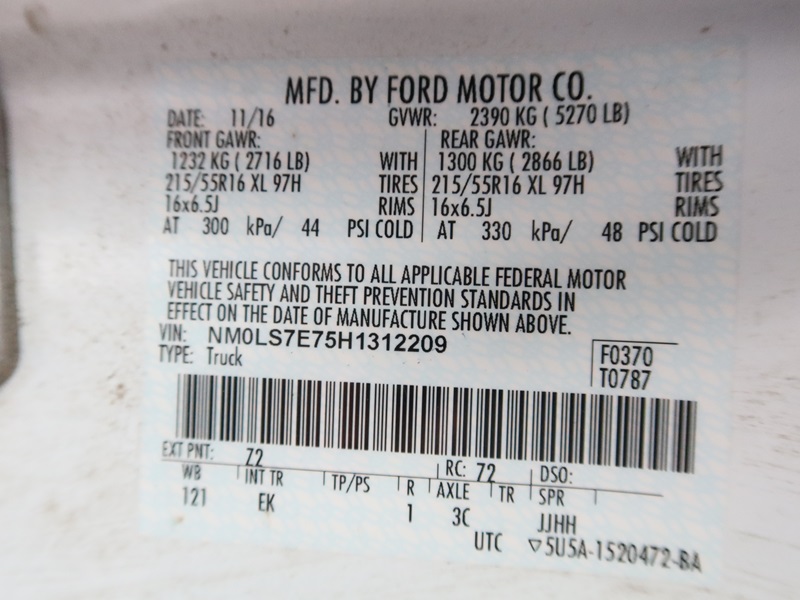 MFD. BY FORD MOTOR CO.
DATE: 11/16 GVWR: 2390 KG ( 5270 LB)
FRONT GAWR: REAR GAWR:
1232 KG ( 2716 LB) WITH 1300 KG ( 2866 LB) WITH
215/55R16 XL 97H TIRES 215/55R16 XL 97H TIRES
16x6.5J RIMS 16x6.5J RIMS
AT 300 kPa/ 44 PSI COLD AT 330 kPa/ 48 PSI COLD
THIS VEHICLE CONFORMS TO ALL APPLICABLE FEDERAL MOTOR
VEHICLE SAFETY AND THEFT PREVENTION STANDARDS IN
EFFECT ON THE DATE OF MANUFACTURE SHOWN ABOVE.
VIN: NM0LS7E75H1312209 F0370
TYPE: Truck T0787
EXT PNT: 72 RC: 72 DSO:
WB INT TR TP/PS R AXLE TR SPR
121 EK 1 3C JJHH
UTC ▽5U5A-1520472-BA